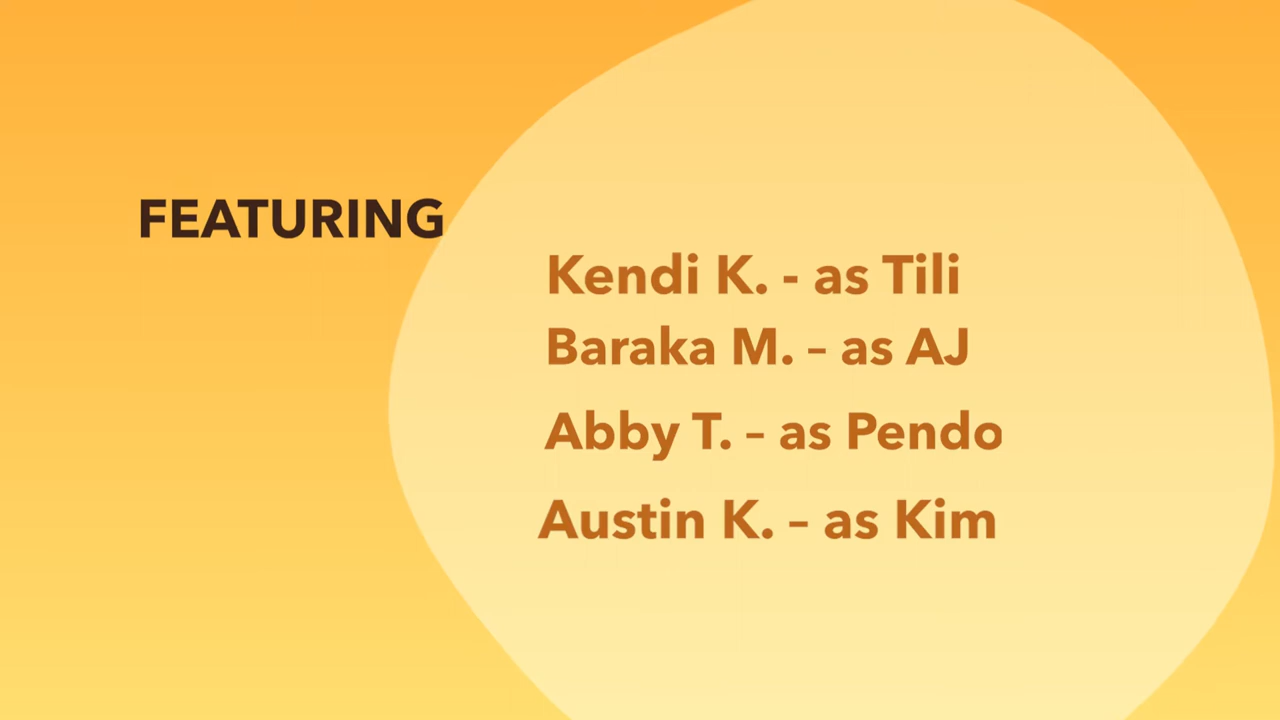 FEATURING
Kendi K. - as Tili
Baraka M. – as AJ
Abby T. – as Pendo
Austin K. – as Kim